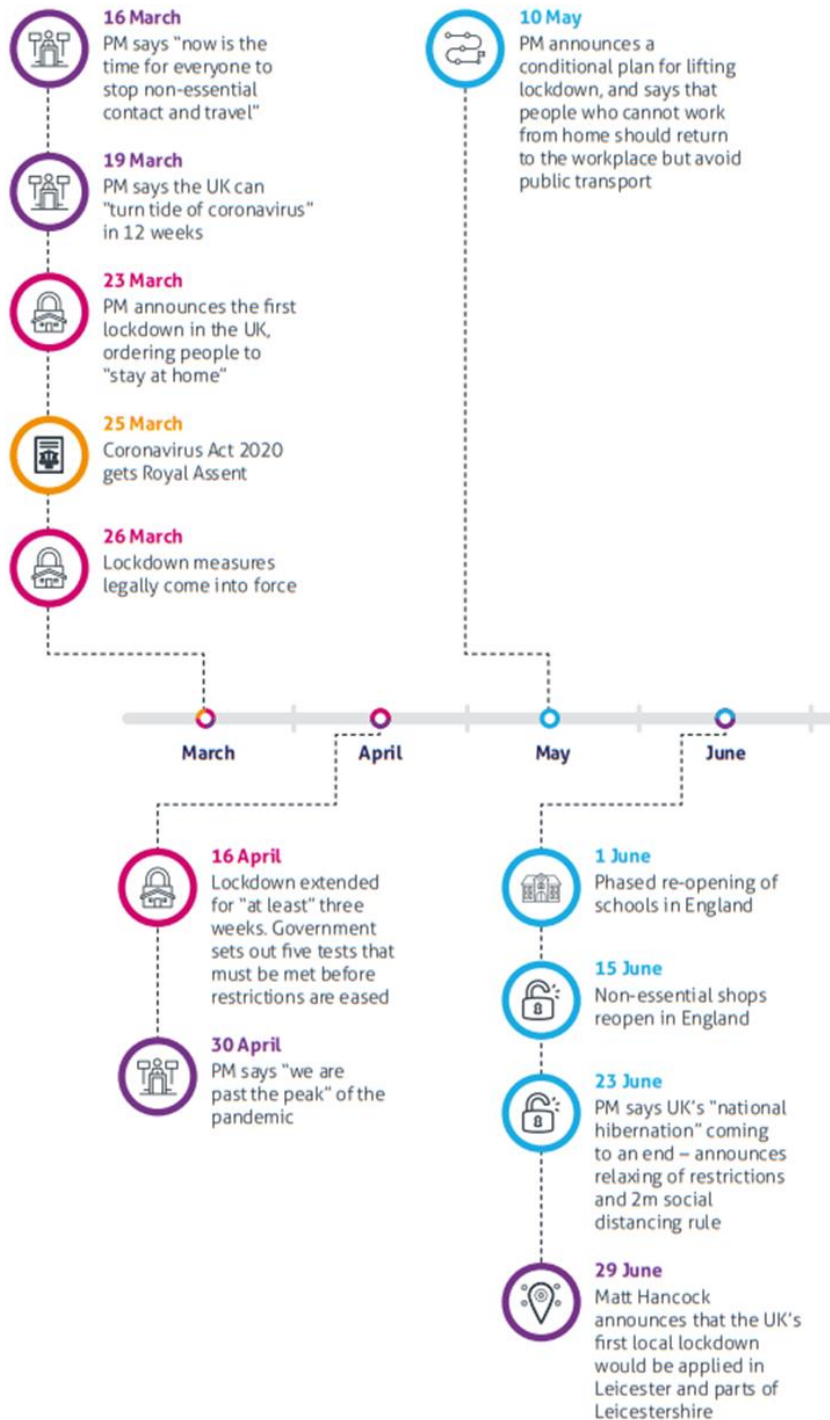 16 March
PM says “now is the
time for everyone to
stop non-essential
contact and travel”
19 March
PM says the UK can
“turn tide of coronavirus”
in 12 weeks
23 March
PM announces the first
lockdown in the UK,
ordering people to
“stay at home”
25 March
Coronavirus Act 2020
gets Royal Assent
26 March
Lockdown measures
legally come into force
10 May
PM announces a
conditional plan for lifting
lockdown, and says that
people who cannot work
from home should return
to the workplace but avoid
public transport
March
April
May
June
16 April
Lockdown extended
for “at least” three
weeks. Government
sets out five tests that
must be met before
restrictions are eased
30 April
PM says “we are
past the peak” of the
pandemic
1 June
Phased re-opening of
schools in England
15 June
Non-essential shops
reopen in England
23 June
PM says UK’s “national
hibernation” coming
to an end – announces
relaxing of restrictions
and 2m social
distancing rule
29 June
Matt Hancock
announces that the UK’s
first local lockdown
would be applied in
Leicester and parts of
Leicestershire